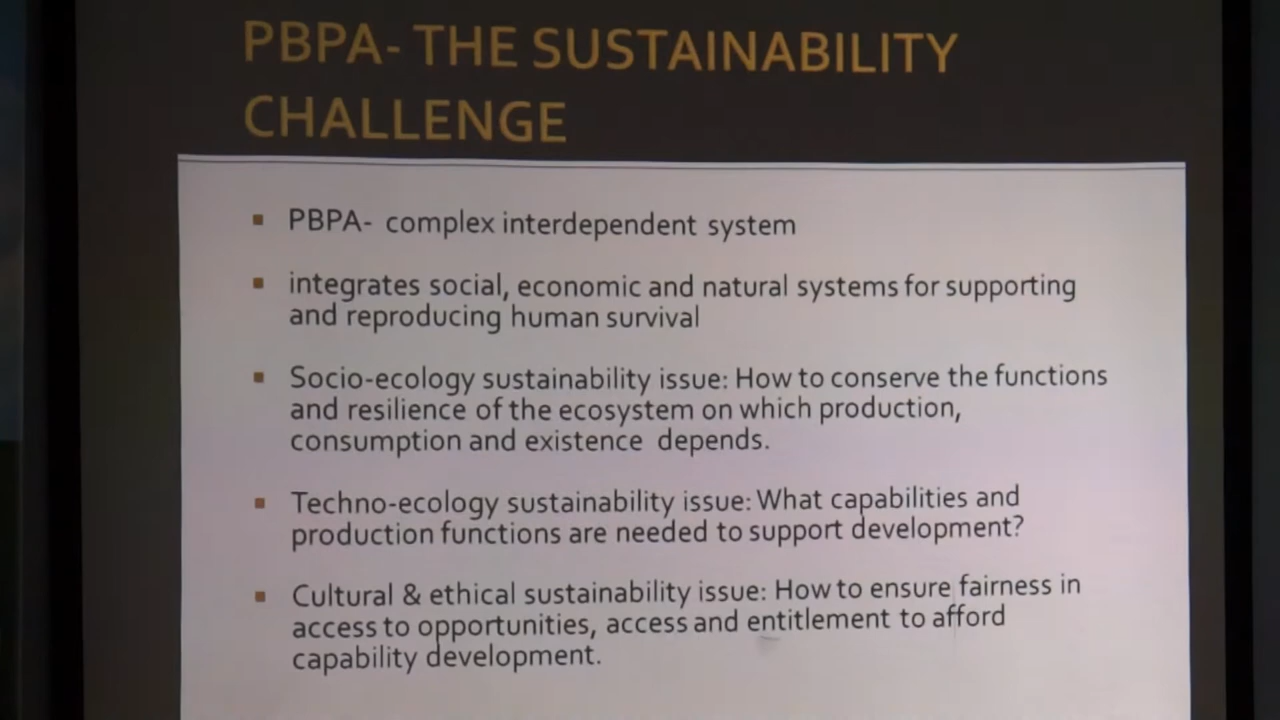 PBPA- THE SUSTAINABILITY
CHALLENGE
▪ PBPA- complex interdependent system
▪ integrates social, economic and natural systems for supporting
and reproducing human survival
▪ Socio-ecology sustainability issue: How to conserve the functions
and resilience of the ecosystem on which production,
consumption and existence depends.
▪ Techno-ecology sustainability issue: What capabilities and
production functions are needed to support development?
▪ Cultural & ethical sustainability issue: How to ensure fairness in
access to opportunities, access and entitlement to afford
capability development.